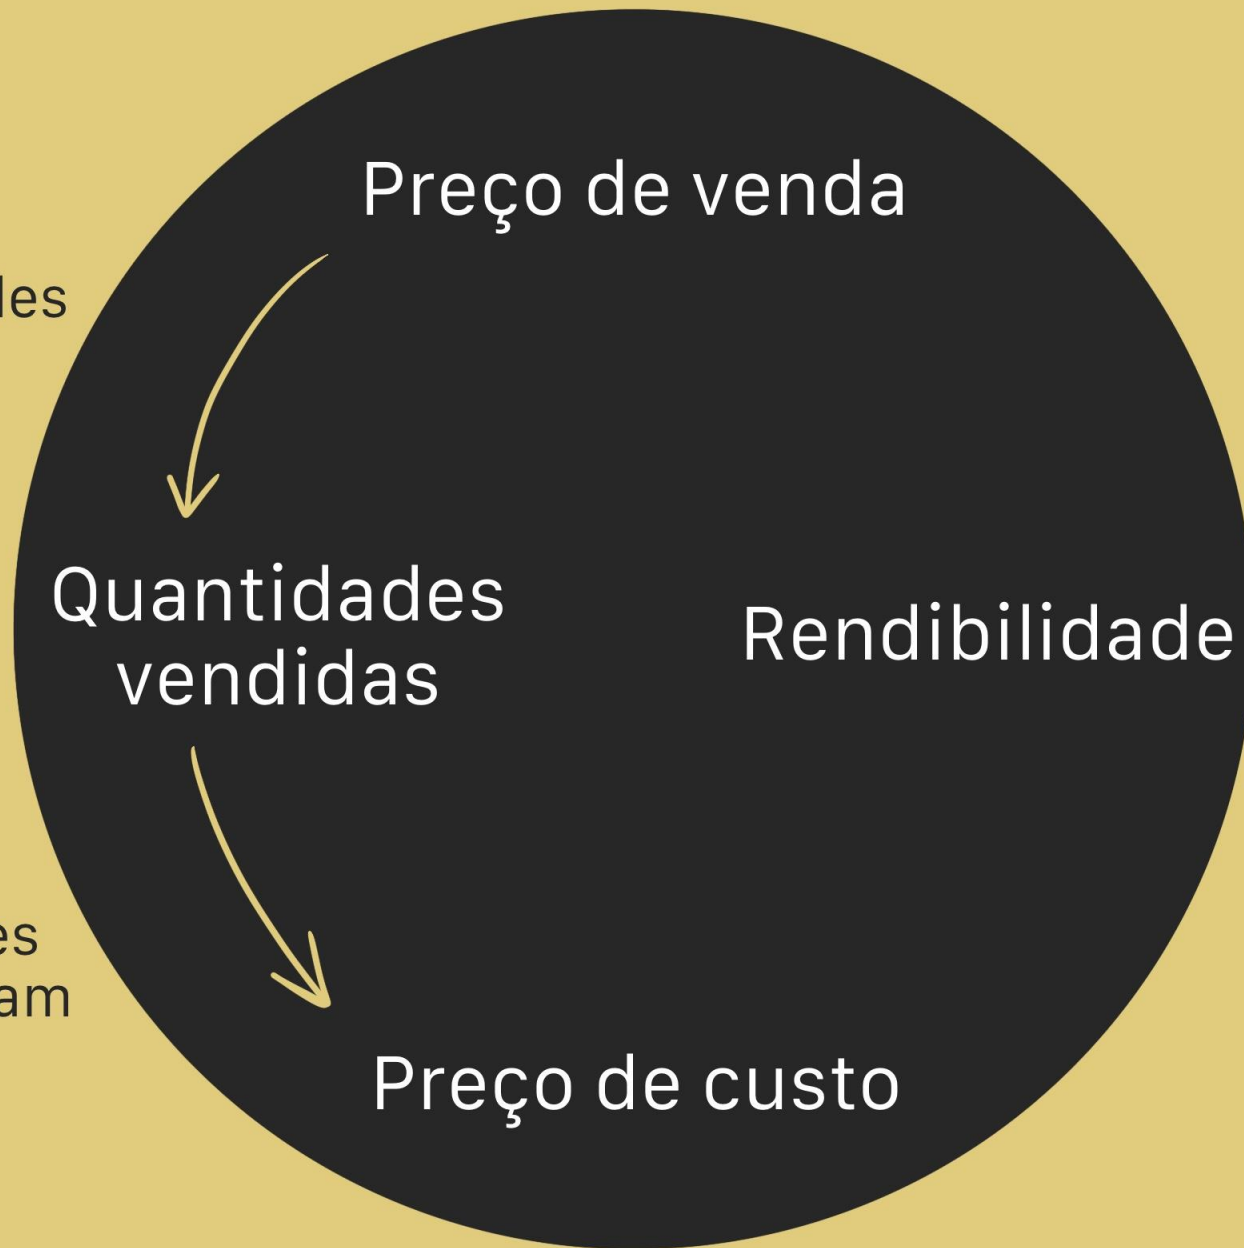 Preço de venda
Quantidades
vendidas
Rendibilidade
Preço de custo